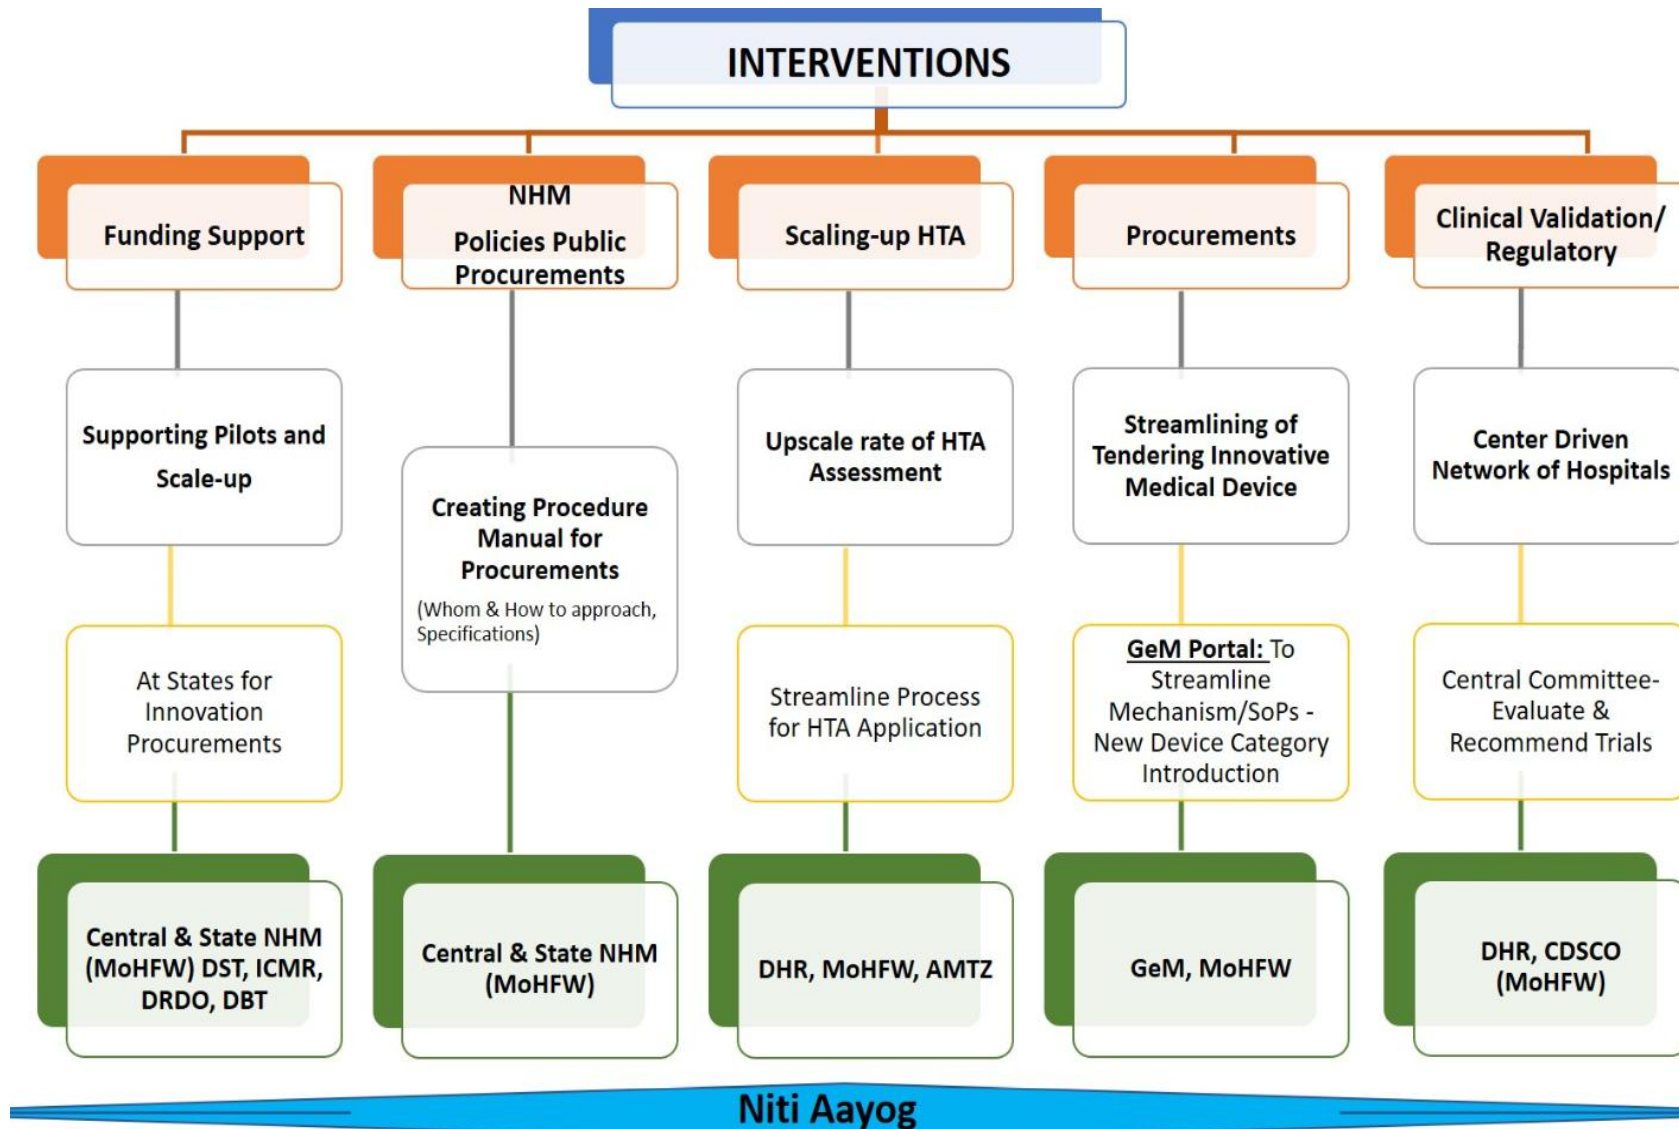 INTERVENTIONS
Funding Support
NHM
Policies Public
Procurements
Scaling-up HTA
Procurements
Clinical Validation/
Regulatory
Supporting Pilots and
Scale-up
Creating Procedure
Manual for
Procurements
(Whom & How to approach,
Specifications)
Upscale rate of HTA
Assessment
Streamlining of
Tendering Innovative
Medical Device
Center Driven
Network of Hospitals
At States for
Innovation
Procurements
Streamline Process
for HTA Application
GeM Portal: To
Streamline
Mechanism/SoPs -
New Device Category
Introduction
Central Committee-
Evaluate &
Recommend Trials
Central & State NHM
(MoHFW) DST, ICMR,
DRDO, DBT
Central & State NHM
(MoHFW)
DHR, MoHFW, AMTZ
GeM, MoHFW
DHR, CDSCO
(MoHFW)
Niti Aayog